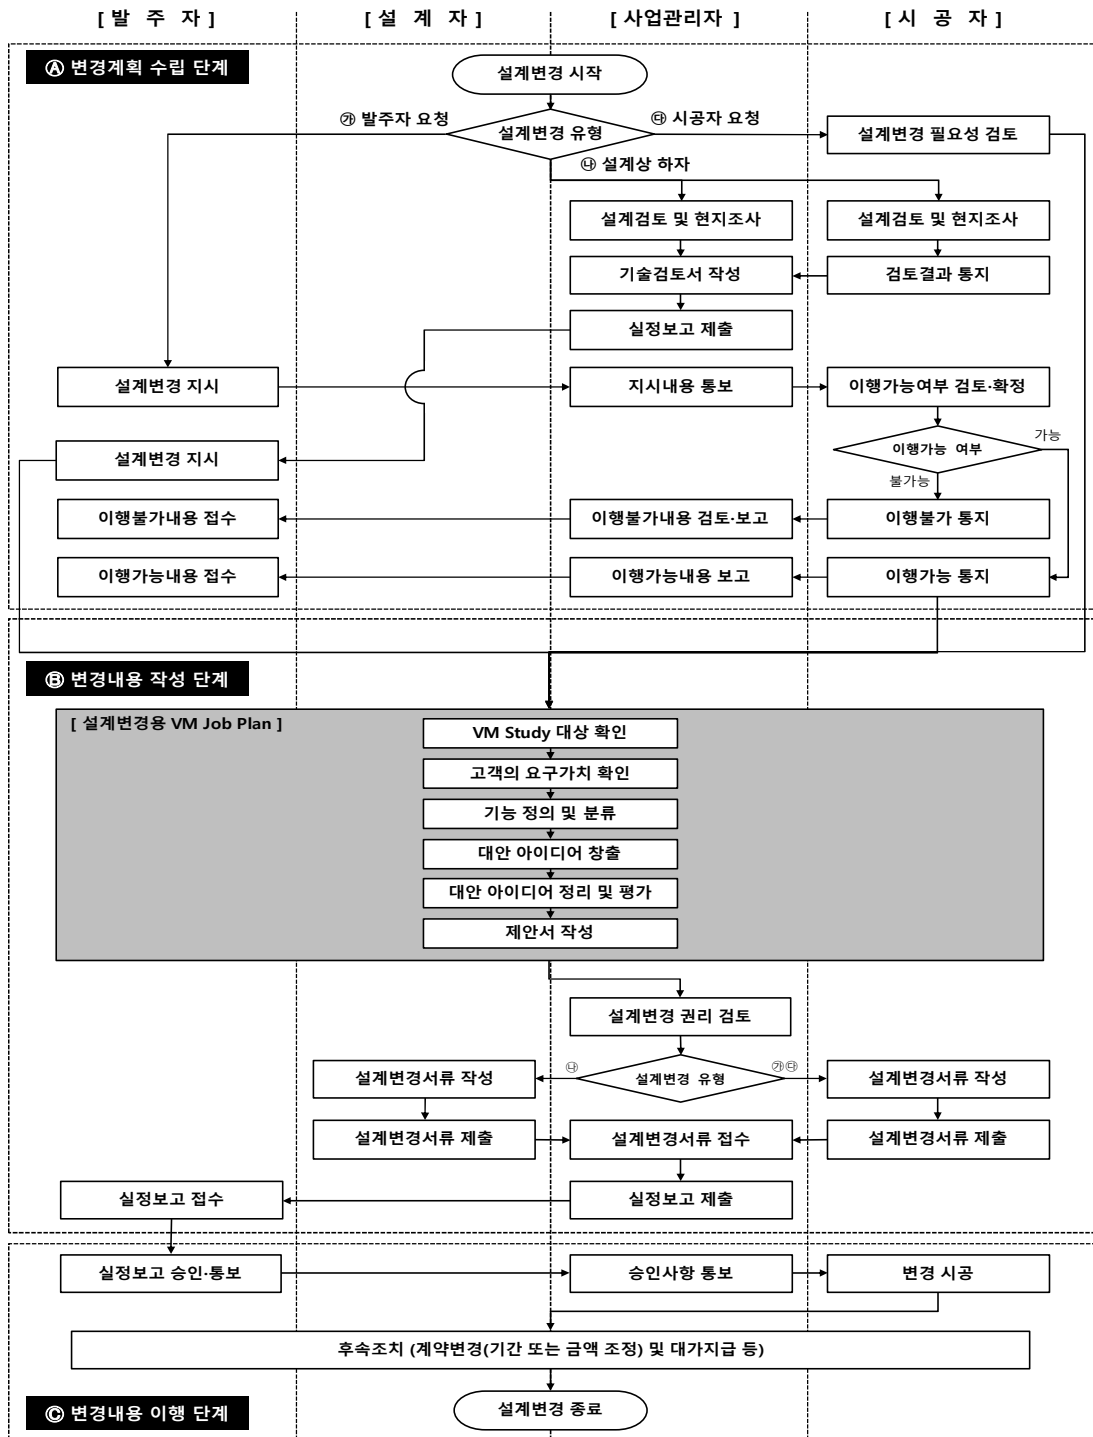 [ 발 주 자 ]
[ 설 계 자 ]
[ 사업관리자 ]
[ 시 공 자 ]
Ⓐ 변경계획 수립 단계
설계변경 시작
㉮ 발주자 요청
설계변경 유형
㉰ 시공자 요청
설계변경 필요성 검토
㉯ 설계상 하자
설계검토 및 현지조사
설계검토 및 현지조사
기술검토서 작성
검토결과 통지
실정보고 제출
설계변경 지시
지시내용 통보
이행가능여부 검토·확정
설계변경 지시
이행가능 여부
가능
불가능
이행불가내용 접수
이행불가내용 검토·보고
이행불가 통지
이행가능내용 접수
이행가능내용 보고
이행가능 통지
Ⓑ 변경내용 작성 단계
[ 설계변경용 VM Job Plan ]
VM Study 대상 확인
고객의 요구가치 확인
기능 정의 및 분류
대안 아이디어 창출
대안 아이디어 정리 및 평가
제안서 작성
설계변경 권리 검토
설계변경서류 작성
㉯
설계변경 유형
㉮㉰
설계변경서류 작성
설계변경서류 제출
설계변경서류 접수
설계변경서류 제출
실정보고 접수
실정보고 제출
실정보고 승인·통보
승인사항 통보
변경 시공
후속조치 (계약변경(기간 또는 금액 조정) 및 대가지급 등)
Ⓒ 변경내용 이행 단계
설계변경 종료